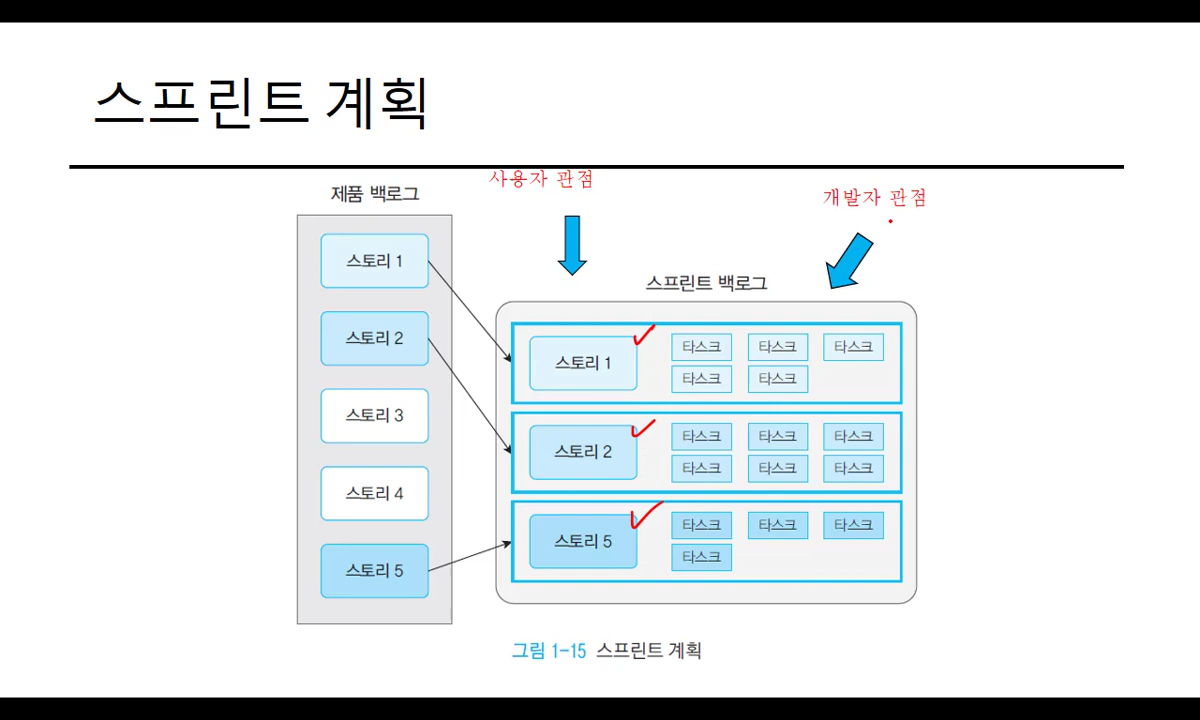 스프린트 계획
제품 백로그
사용자 관점
개발자 관점
스토리 1
스토리 2
스토리 3
스토리 4
스토리 5
스프린트 백로그
스토리 1
타스크 타스크 타스크
타스크 타스크
스토리 2
타스크 타스크 타스크
타스크 타스크 타스크
스토리 5
타스크 타스크 타스크
타스크
그림 1-15 스프린트 계획